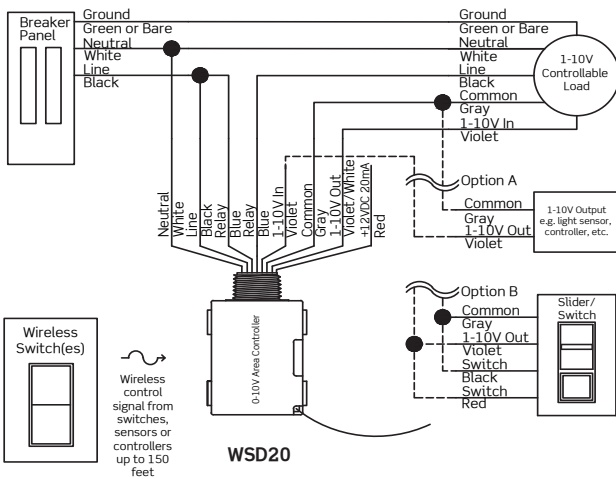 Breaker
Panel
Ground
Green or Bare
Neutral
White
Line
Black
Ground
Green or Bare
Neutral
White
Line
Black
Common
Gray
1-10V In
Violet
1-10V
Controllable
Load
Neutral
White
Line
Black
Relay
Blue
Relay
Blue
1-10V In
Violet
Common
Gray
1-10V Out
Violet/White
+12VDC 20mA
Red
Option A
Common
Gray
1-10V Out
Violet
1-10V Output
e.g. light sensor,
controller, etc.
Option B
Common
Gray
1-10V Out
Violet
Switch
Black
Switch
Red
Slider/
Switch
Wireless
Switch(es)
Wireless
control
signal from
switches,
sensors or
controllers
up to 150
feet
0-10V Area Controller
WSD20